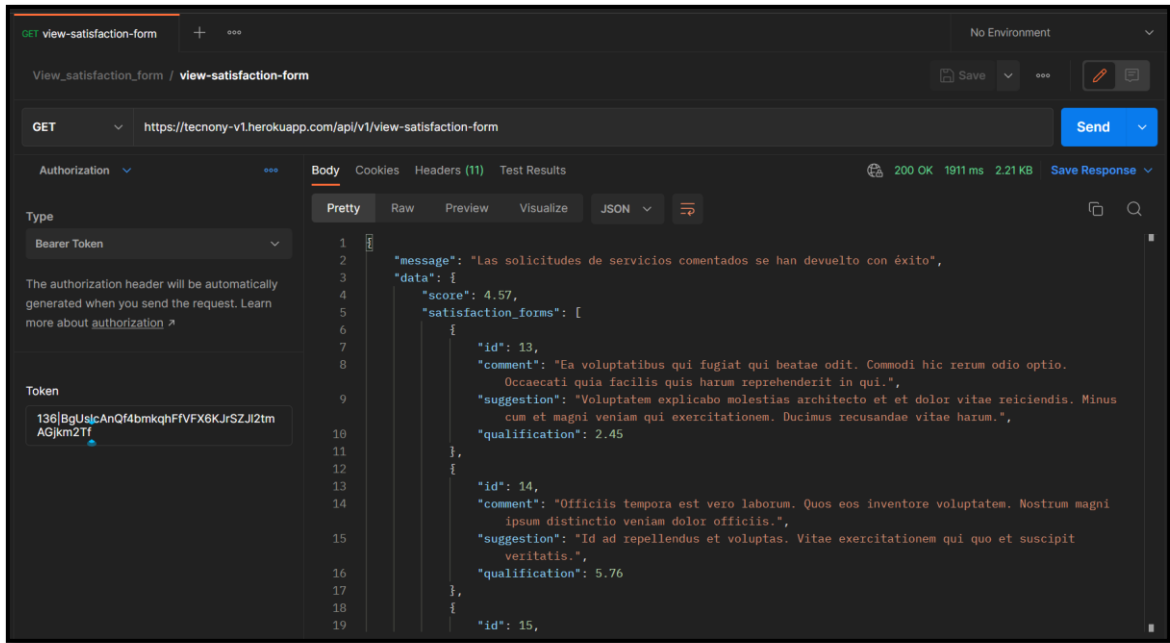 GET view-satisfaction-form
No Environment
View_satisfaction_form / view-satisfaction-form
Save
GET https://tecnony-v1.herokuapp.com/api/v1/view-satisfaction-form Send
Authorization
Body Cookies Headers (11) Test Results 200 OK 1911 ms 2.21 KB Save Response
Pretty Raw Preview Visualize JSON
Type
Bearer Token
The authorization header will be automatically
generated when you send the request. Learn
more about authorization ↗
Token
136|BgUslcAnQf4bmkqhFfVFX6KJrSZJl2tm
AGjkm2Tf
1 {
2 "message": "Las solicitudes de servicios comentados se han devuelto con éxito",
3 "data": {
4 "score": 4.57,
5 "satisfaction_forms": [
6 {
7 "id": 13,
8 "comment": "Ea voluptatibus qui fugiat qui beatae odit. Commodi hic rerum odio optio.
Occaecati quia facilis quis harum reprehenderit in qui.",
9 "suggestion": "Voluptatem explicabo molestias architecto et et dolor vitae reiciendis. Minus
cum et magni veniam qui exercitationem. Ducimus recusandae vitae harum.",
10 "qualification": 2.45
11 },
12 {
13 "id": 14,
14 "comment": "Officiis tempora est vero laborum. Quos eos inventore voluptatem. Nostrum magni
ipsum distinctio veniam dolor officiis.",
15 "suggestion": "Id ad repellendus et voluptas. Vitae exercitationem qui quo et suscipit
veritatis.",
16 "qualification": 5.76
17 },
18 {
19 "id": 15,